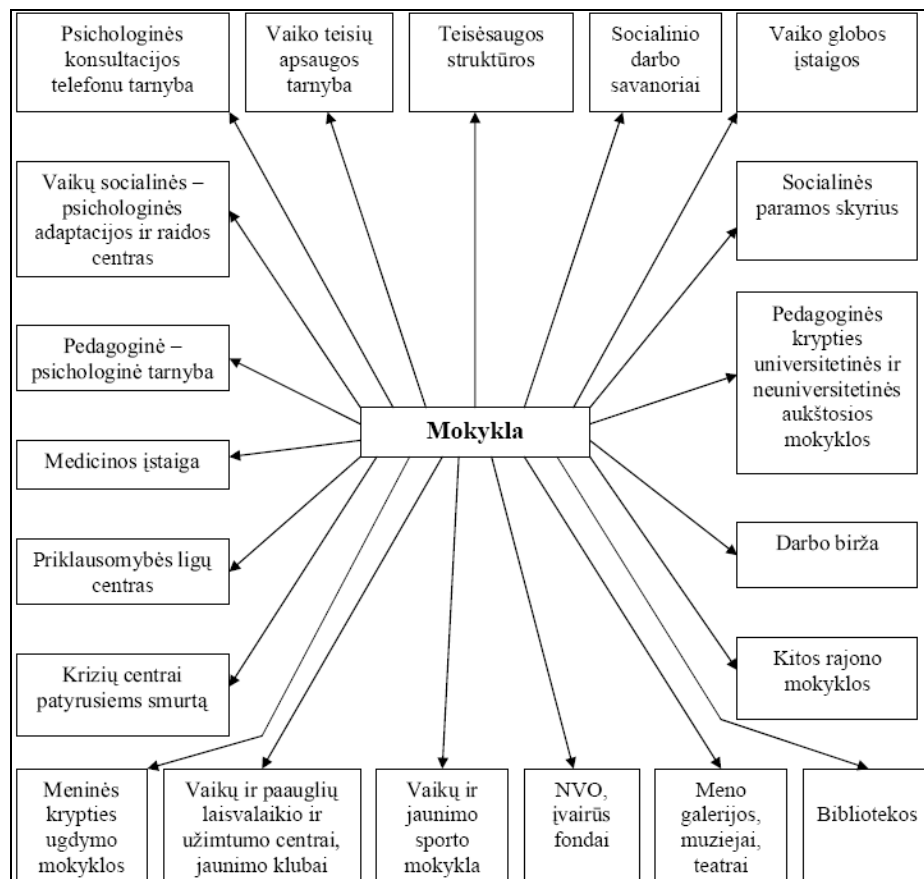 Psichologinės
konsultacijos
telefonu tarnyba
Vaiko teisių
apsaugos
tarnyba
Teisėsaugos
struktūros
Socialinio
darbo
savanoriai
Vaiko globos
įstaigos
Vaikų socialinės –
psichologinės
adaptacijos ir raidos
centras
Socialinės
paramos skyrius
Pedagoginė –
psichologinė tarnyba
Pedagoginės
krypties
universitetinės ir
neuniversitetinės
aukštosios
mokyklos
Mokykla
Medicinos įstaiga
Priklausomybės ligų
centras
Darbo birža
Krizių centrai
patyrusiems smurtą
Kitos rajono
mokyklos
Meninės
krypties
ugdymo
mokyklos
Vaikų ir paauglių
laisvalaikio ir
užimtumo centrai,
jaunimo klubai
Vaikų ir
jaunimo
sporto
mokykla
NVO,
įvairūs
fondai
Meno
galerijos,
muziejai,
teatrai
Bibliotekos